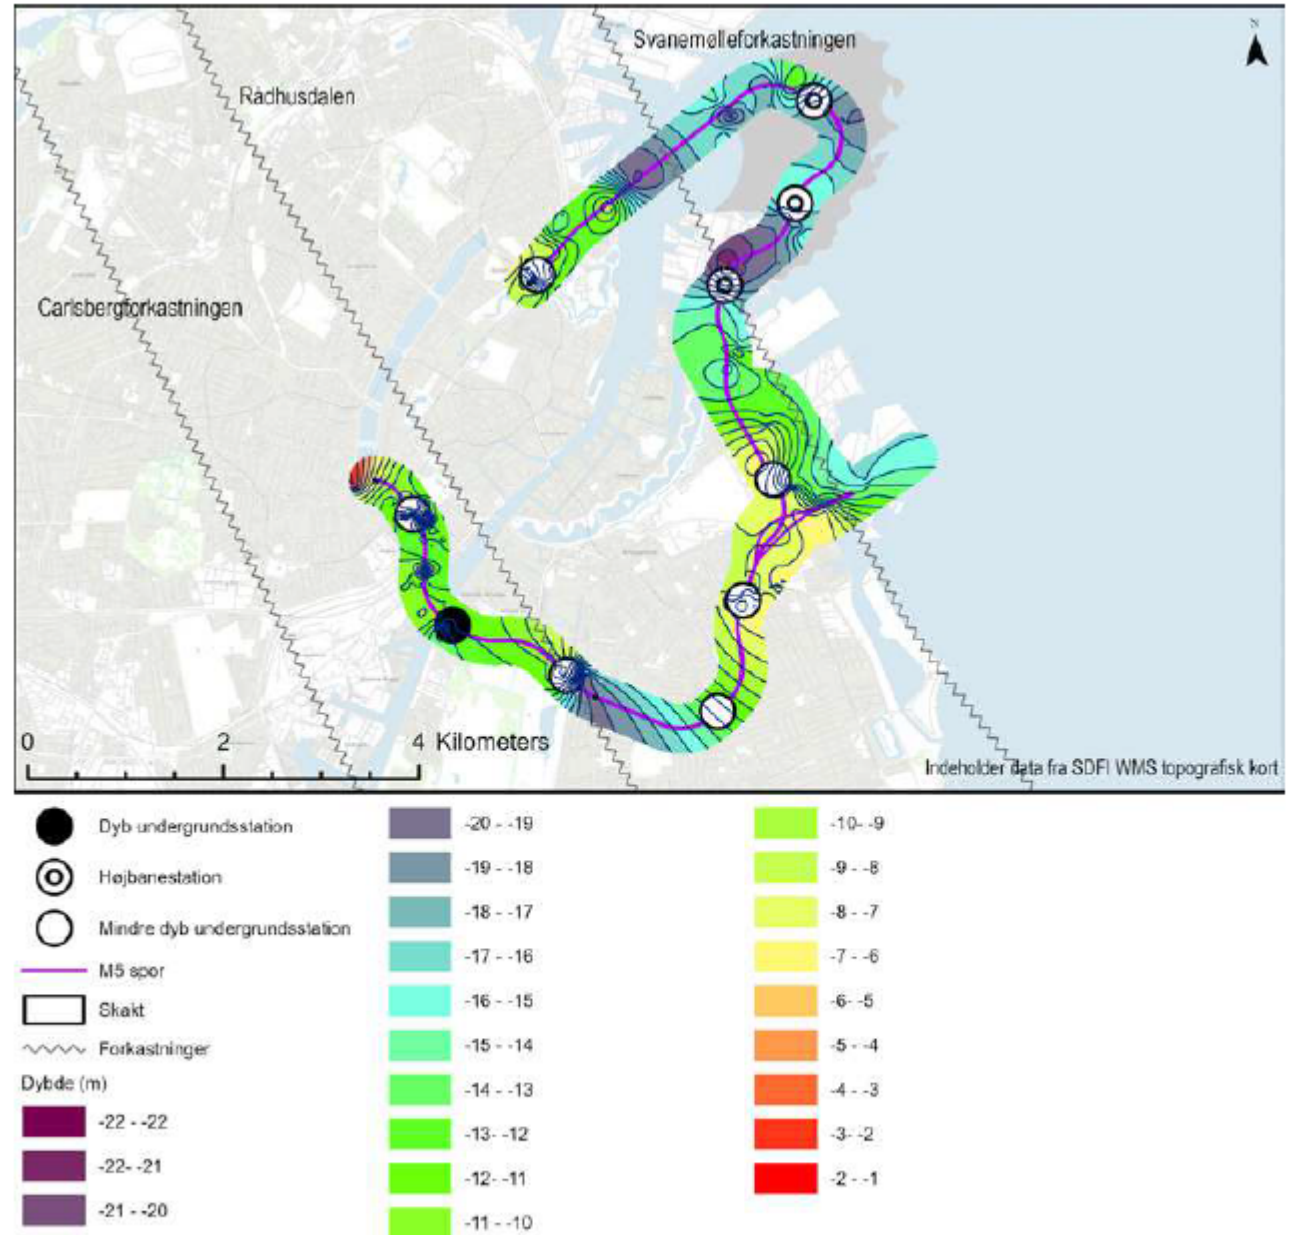 Svanemølleforkastningen
Rådhusdalen
Carlsbergforkastningen
0 2 4 Kilometers
Indeholder data fra SDFI WMS topografisk kort
Dyb undergrundsstation
Højbanestation
Mindre dyb undergrundsstation
M5 spor
Skakt
Forkastninger
Dybde (m)
-22 - -22
-22- -21
-21 - -20
-20 - -19
-19 - -18
-18 - -17
-17 - -16
-16 - -15
-15 - -14
-14 - -13
-13- -12
-12- -11
-11 - -10
-10- -9
-9 - -8
-8 - -7
-7 - -6
-6- -5
-5 - -4
-4 - -3
-3- -2
-2 - -1